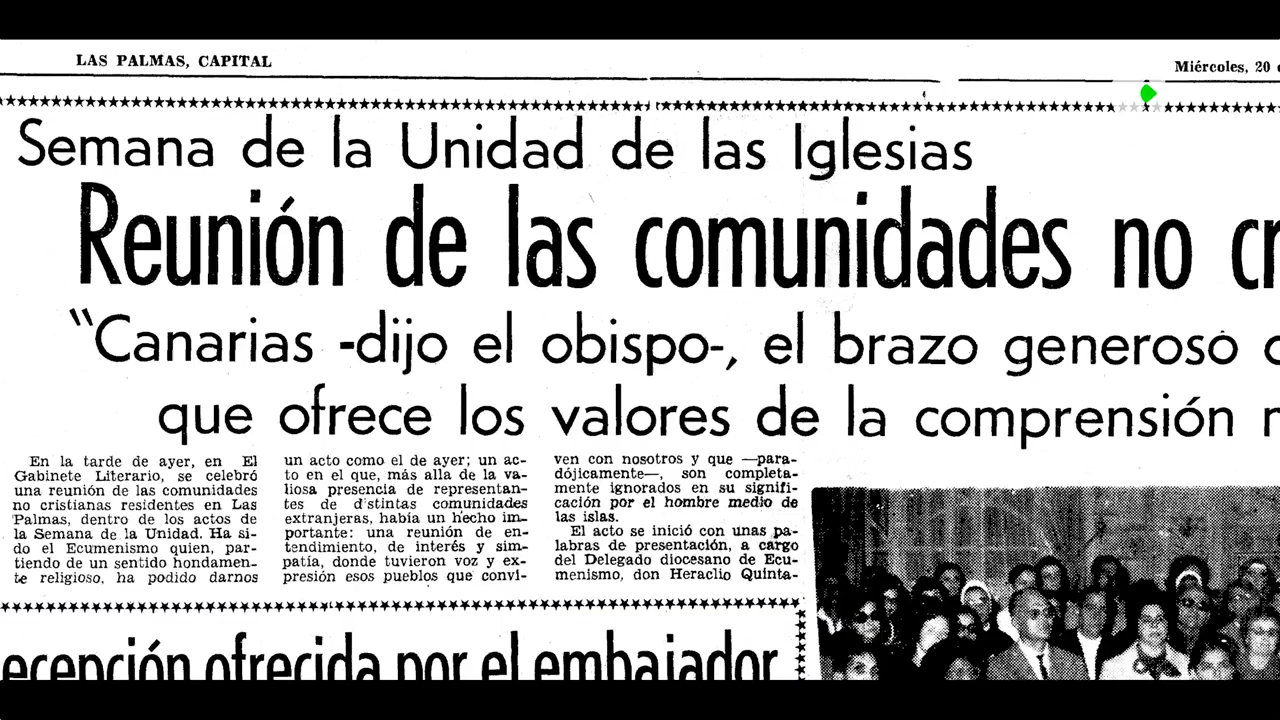 LAS PALMAS, CAPITAL
Miércoles, 20
Semana de la Unidad de las Iglesias
Reunión de las comunidades no cr
"Canarias -dijo el obispo-, el brazo generoso
que ofrece los valores de la comprensión
En la tarde de ayer, en El
Gabinete Literario, se celebró
una reunión de las comunidades
no cristianas residentes en Las
Palmas, dentro de los actos de
la Semana de la Unidad. Ha si-
do el Ecumenismo quien, par-
tiendo de un sentido hondamen-
te religioso, ha podido darnos
un acto como el de ayer; un ac-
to en el que, más alla de la va-
liosa presencia de representan-
tes de distintas comunidades
extranjeras, había un hecho im-
portante: una reunión de en-
tendimiento, de interés y sim-
patía, donde tuvieron voz y ex-
presión esos pueblos que convi-
ven con nosotros y que —para-
dójicamente—, son completa-
mente ignorados en su signifi-
cación por el hombre medio de
las islas.
El acto se inició con unas pa-
labras de presentación, a cargo
del Delegado diocesano de Ecu-
menismo, don Heraclio Quinta-
ecepción ofrecida por el embajador